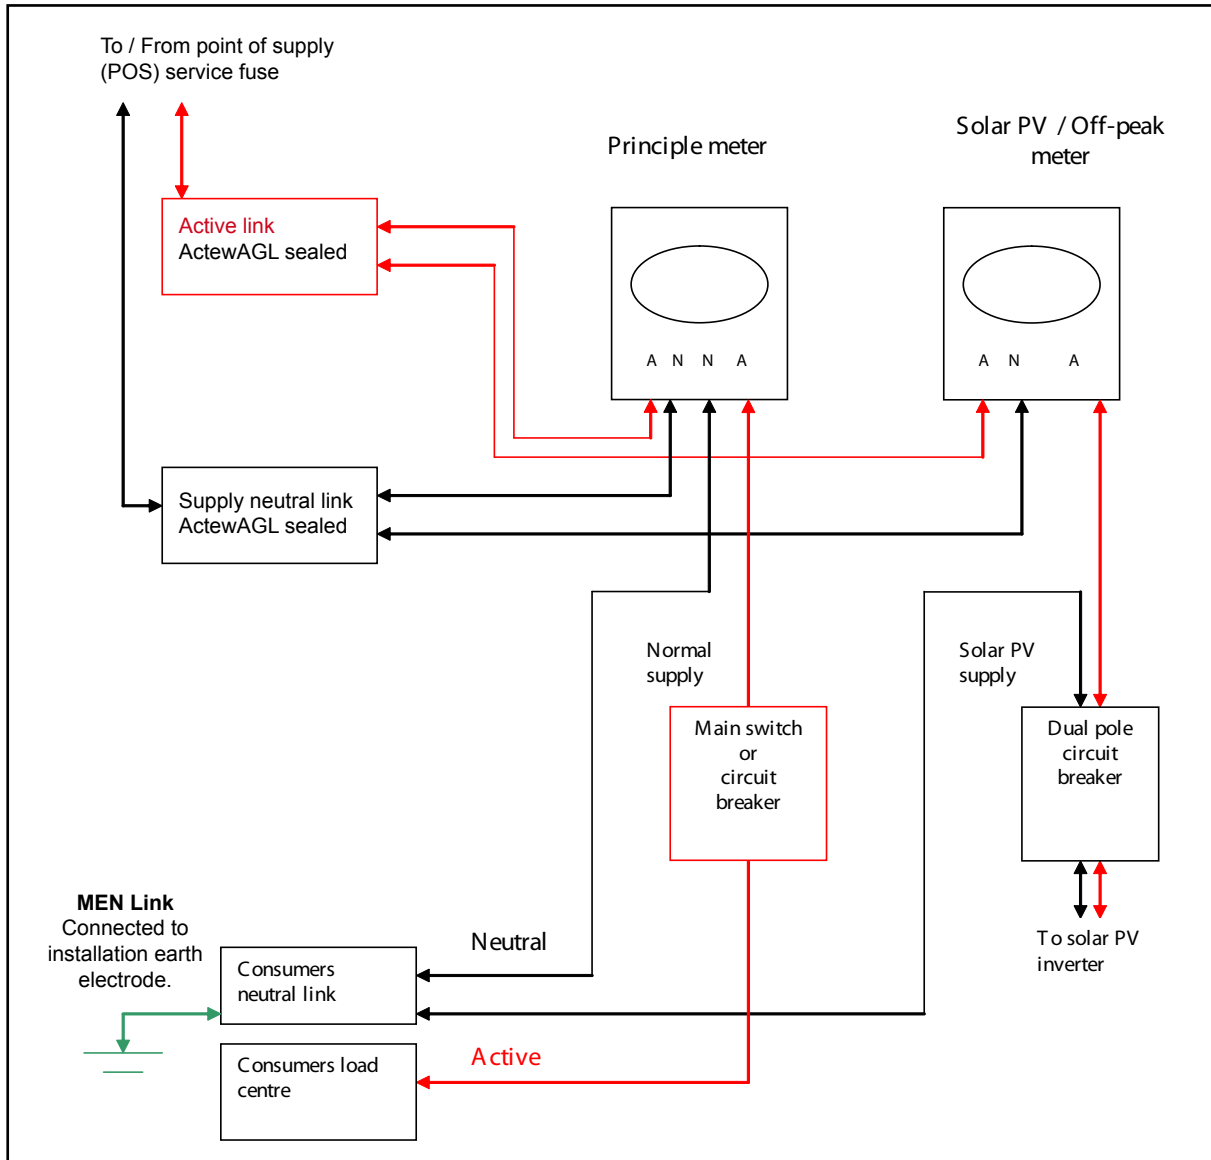 To / From point of supply
(POS) service fuse
Principle meter
Solar PV / Off-peak
meter
Active link
ActewAGL sealed
A N N A
A N A
Supply neutral link
ActewAGL sealed
Normal
supply
Solar PV
supply
Main switch
or
circuit
breaker
Dual pole
circuit
breaker
MEN Link
Connected to
installation earth
electrode.
Neutral
To solar PV
inverter
Consumers
neutral link
Active
Consumers load
centre